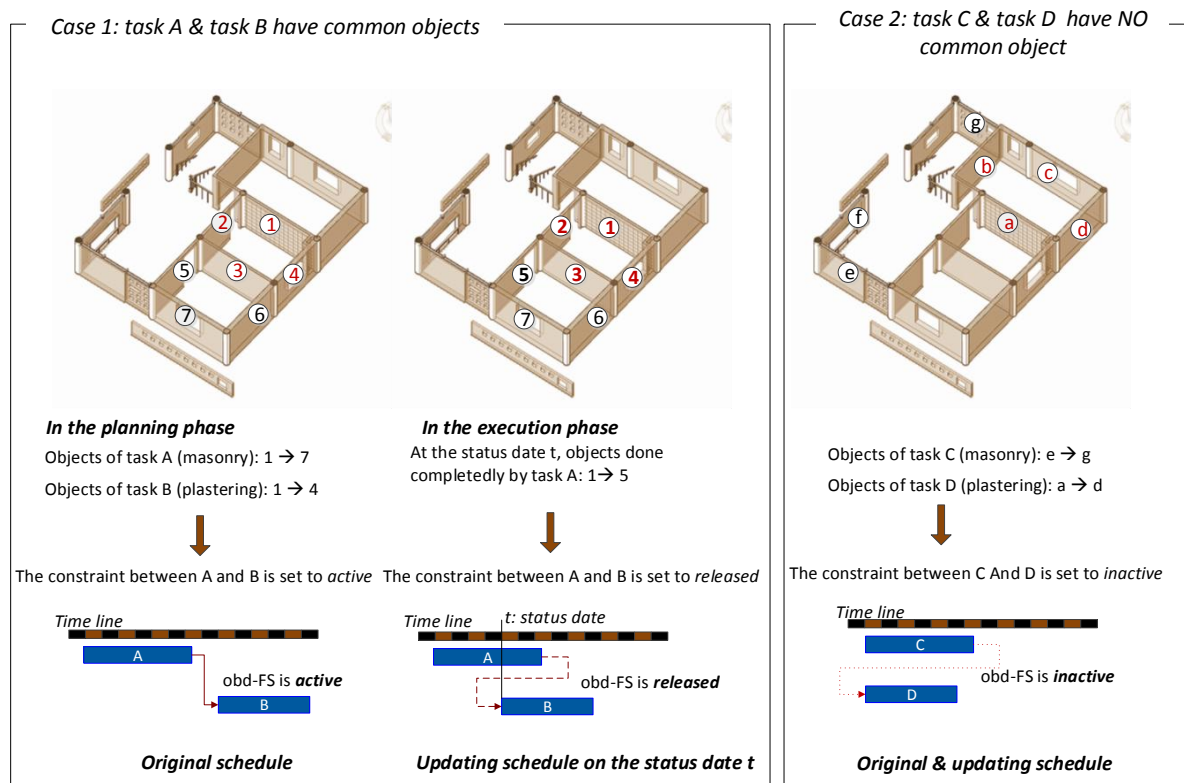 Case 1: task A & task B have common objects
2
1
5
3
4
7
6
2
1
5
3
4
7
6
In the planning phase
Objects of task A (masonry): 1 → 7
Objects of task B (plastering): 1 → 4
In the execution phase
At the status date t, objects done
completedly by task A: 1→ 5
The constraint between A and B is set to active
The constraint between A and B is set to released
Time line
A
obd-FS is active
B
Original schedule
t: status date
Time line
A
obd-FS is released
B
Updating schedule on the status date t
Case 2: task C & task D have NO
common object
g
b
c
f
a
d
e
Objects of task C (masonry): e → g
Objects of task D (plastering): a → d
The constraint between C And D is set to inactive
Time line
C
obd-FS is inactive
D
Original & updating schedule